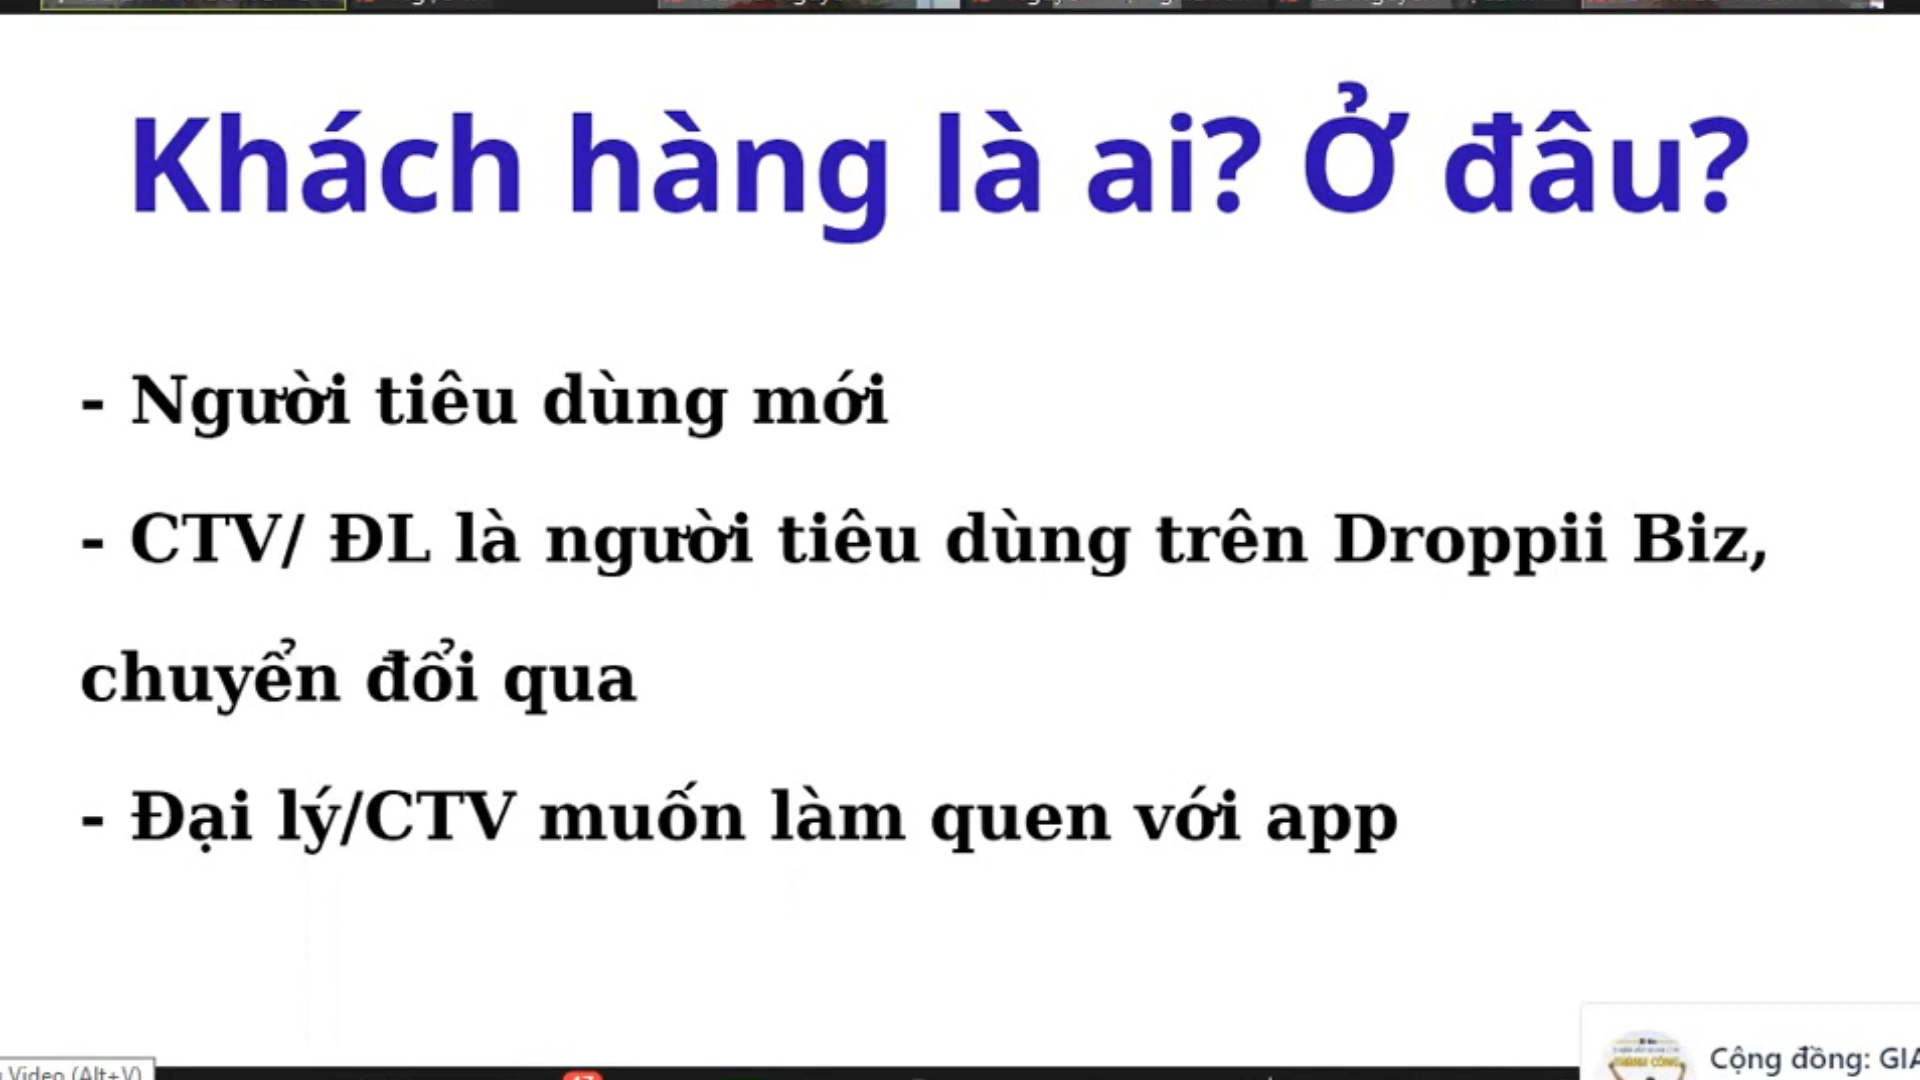 Khách hàng là ai? Ở đâu?
- Người tiêu dùng mới
- CTV/ ĐL là người tiêu dùng trên Droppii Biz,
chuyển đổi qua
- Đại lý/CTV muốn làm quen với app
Cộng đồng: GIA
Video (Alt+V)
17